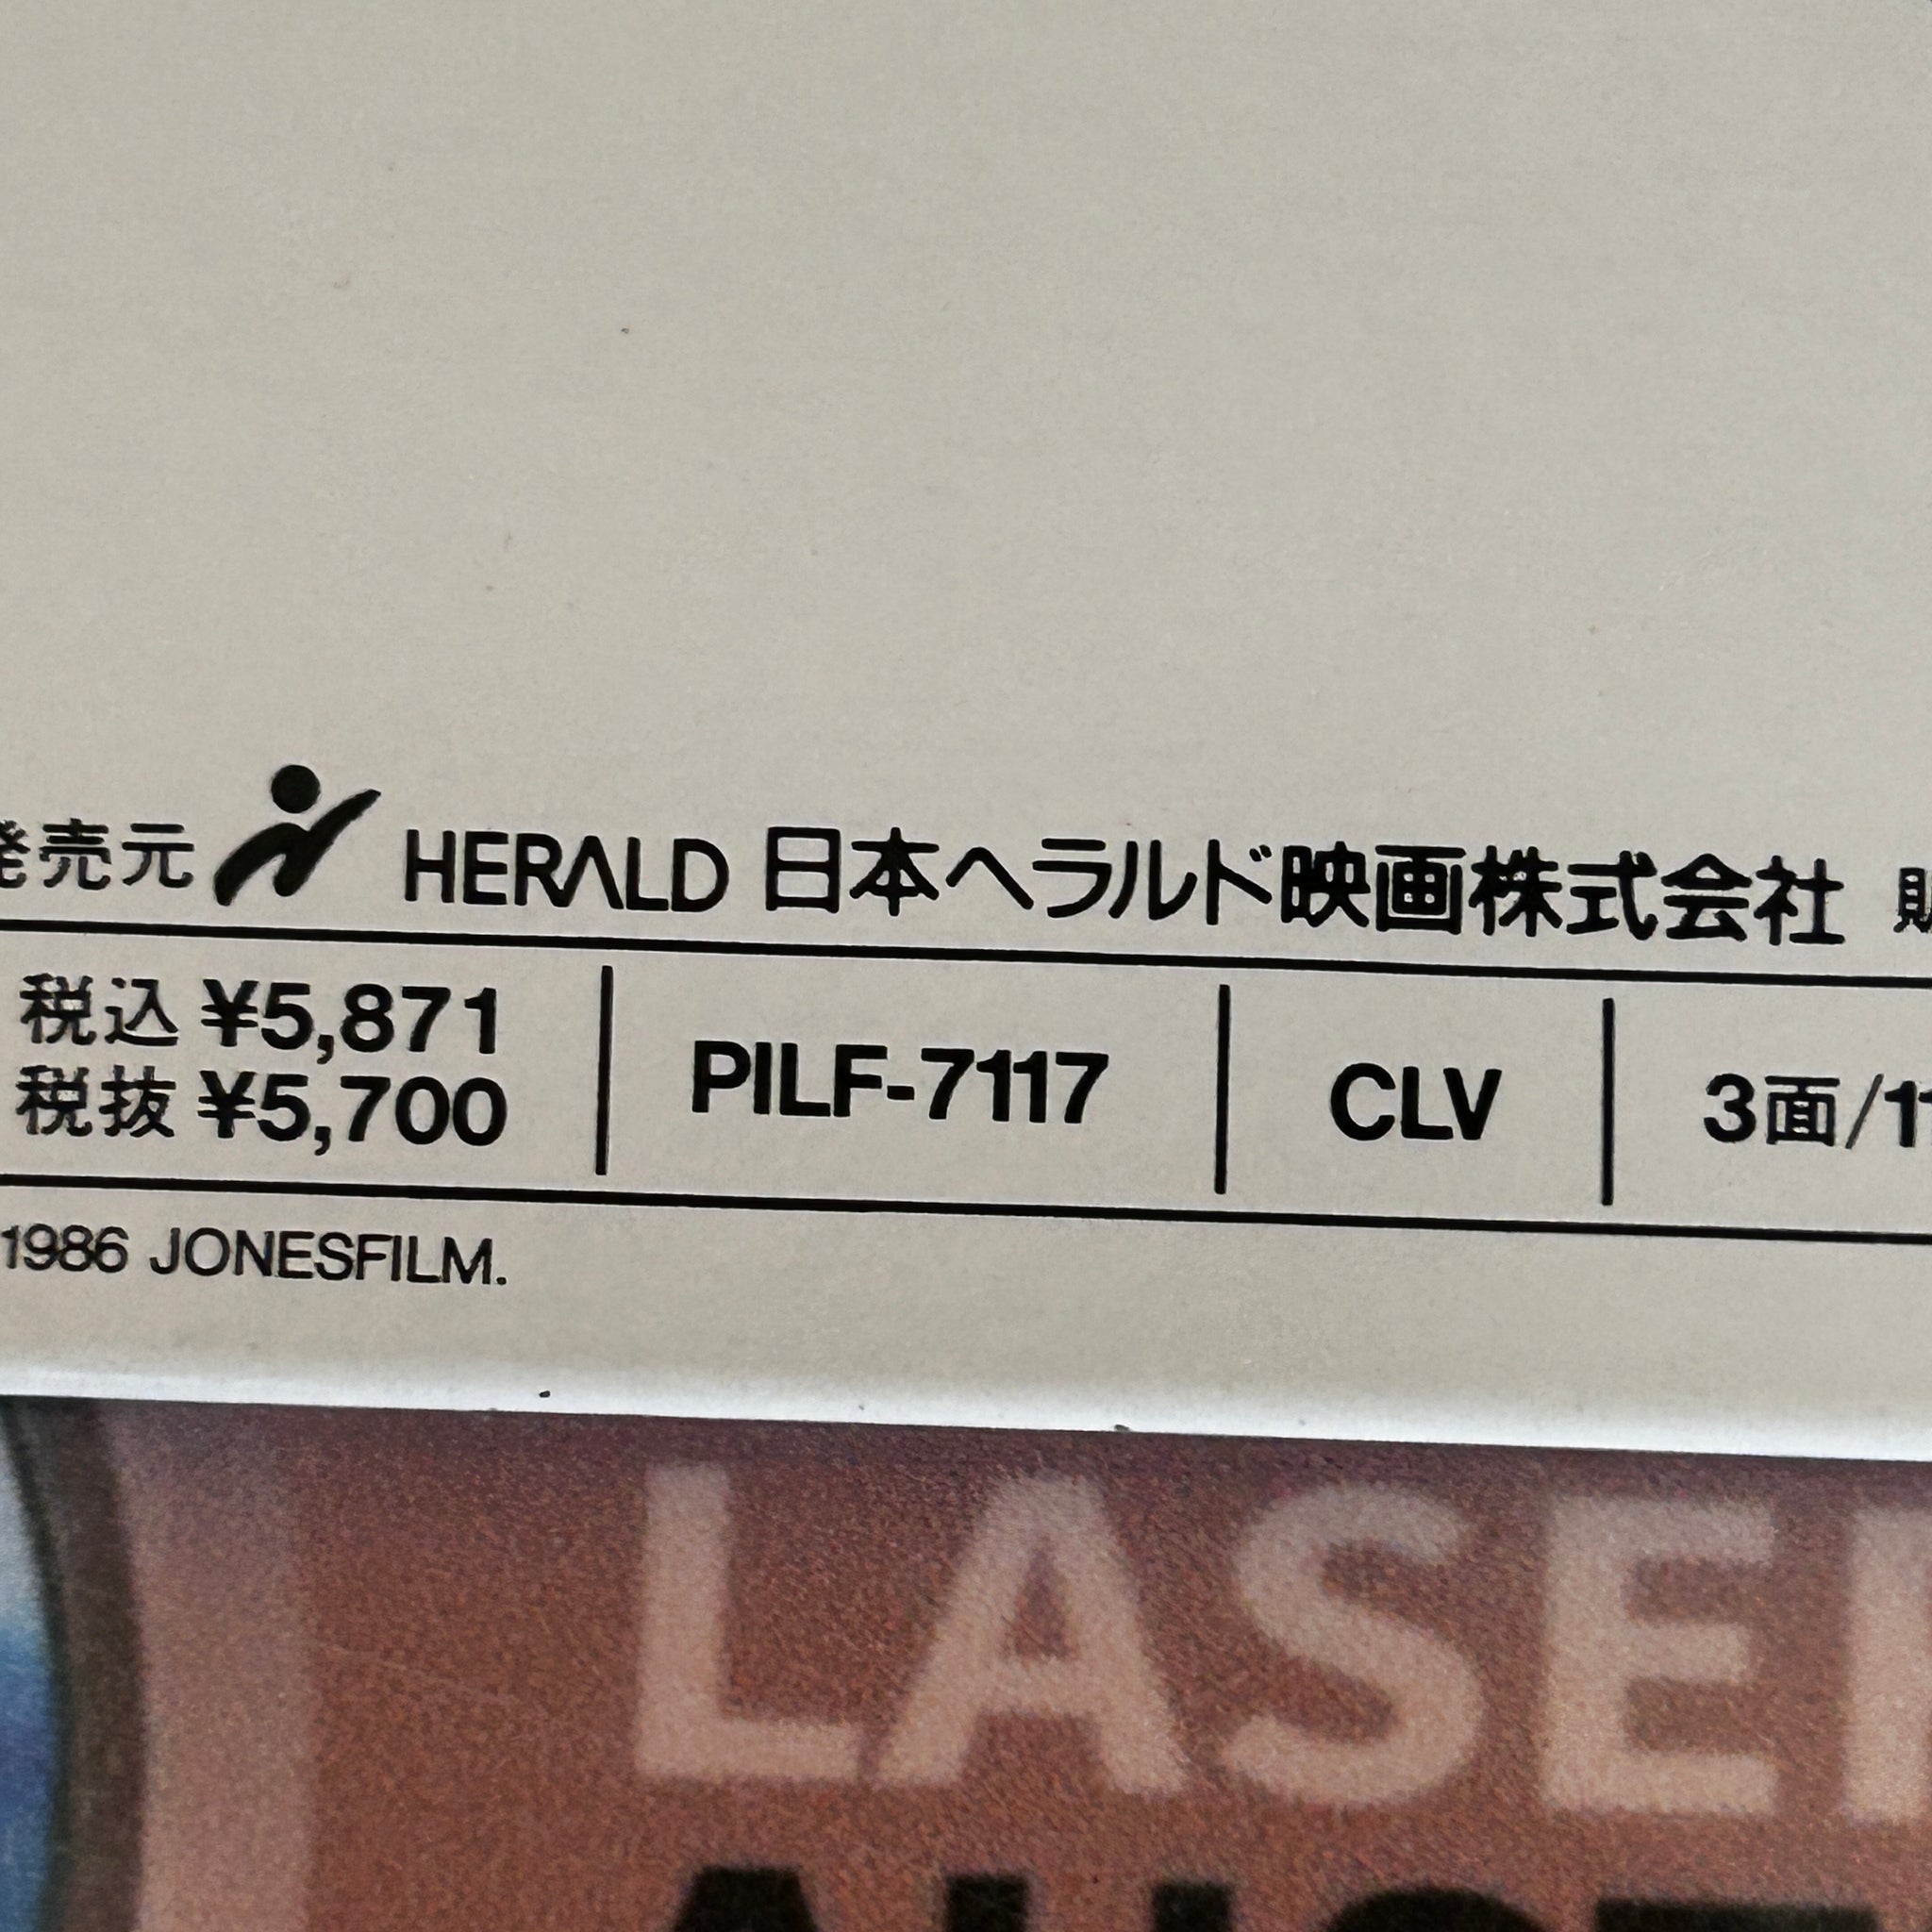 発売元 HERALD 日本ヘラルド映画株式会社
税込 ¥5,871
税抜 ¥5,700
PILF-7117
CLV
3面/11
1986 JONESFILM.
LASE